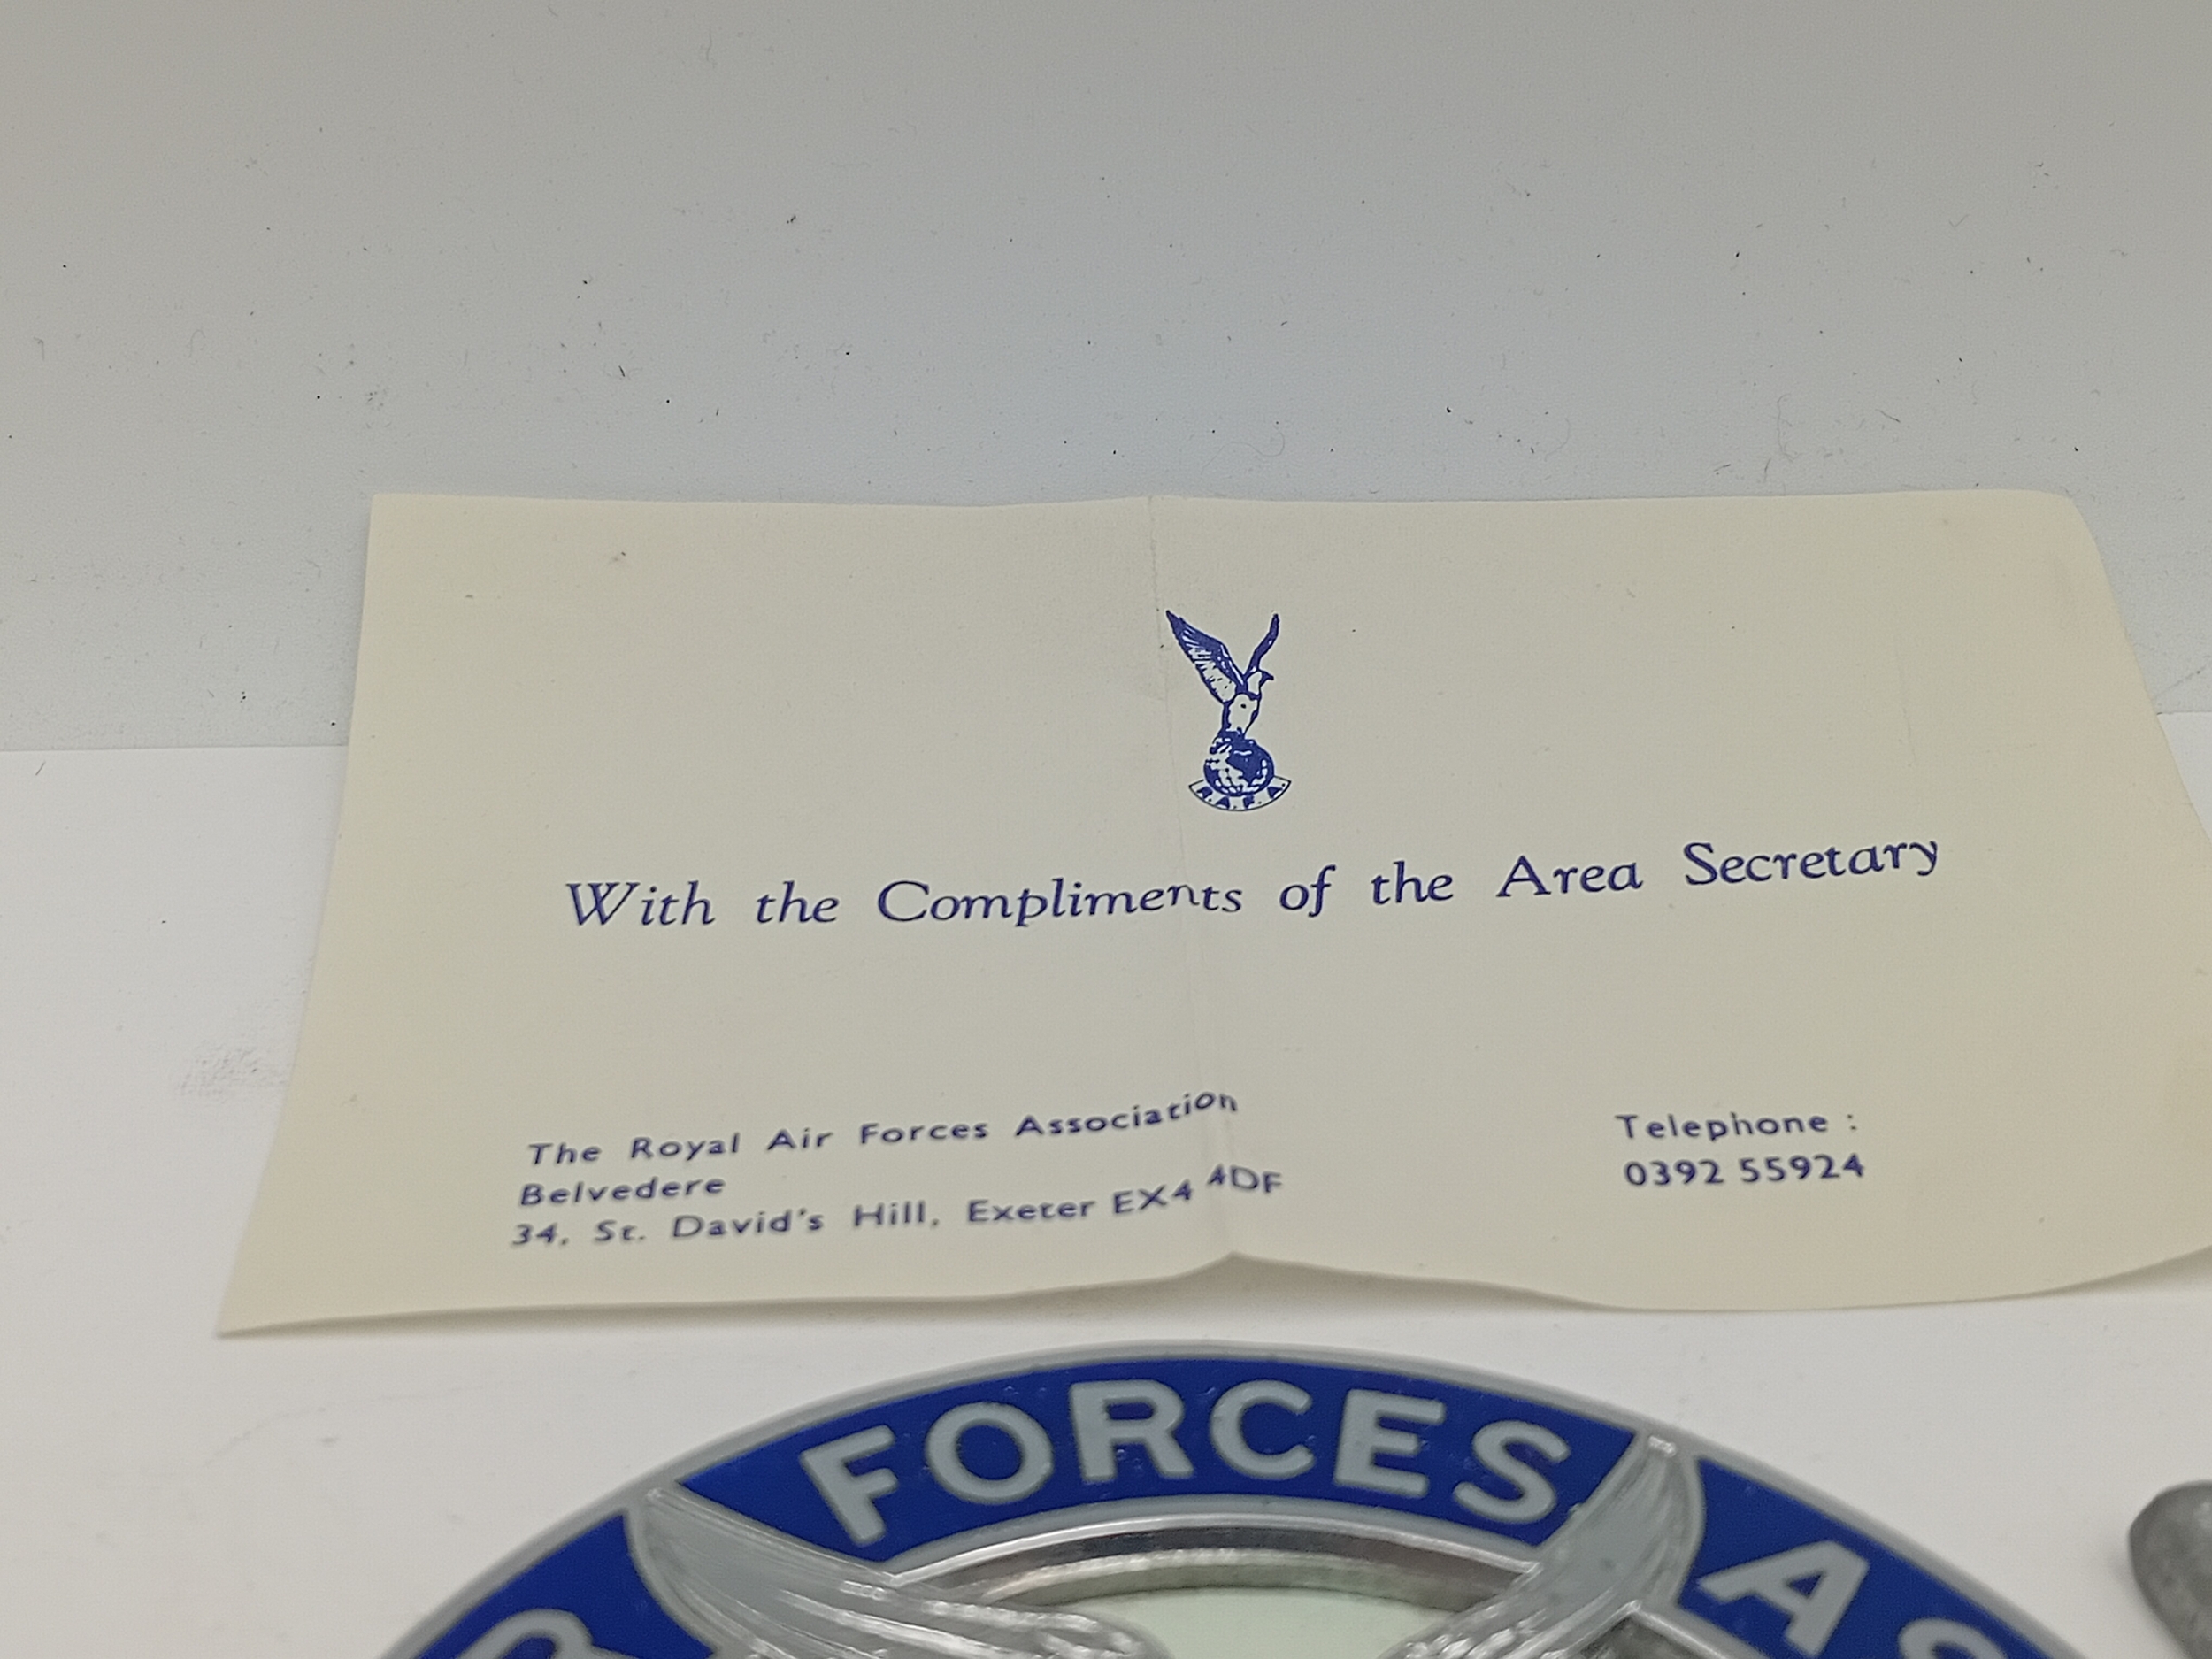 R.A.F.A.
With the Compliments of the Area Secretary
The Royal Air Forces Association
Belvedere
34, St. David's Hill, Exeter EX4 4DF
Telephone :
0392 55924
FORCES